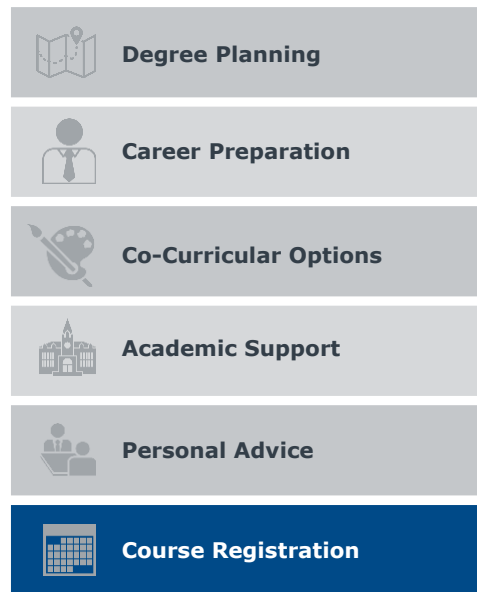 Degree Planning
Career Preparation
Co-Curricular Options
Academic Support
Personal Advice
Course Registration